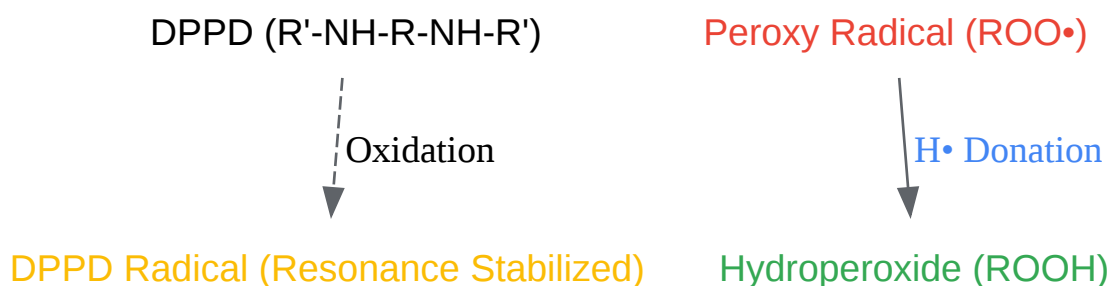 DPPD (R'-NH-R-NH-R')
Peroxy Radical (ROO•)
Oxidation
H• Donation
DPPD Radical (Resonance Stabilized)
Hydroperoxide (ROOH)